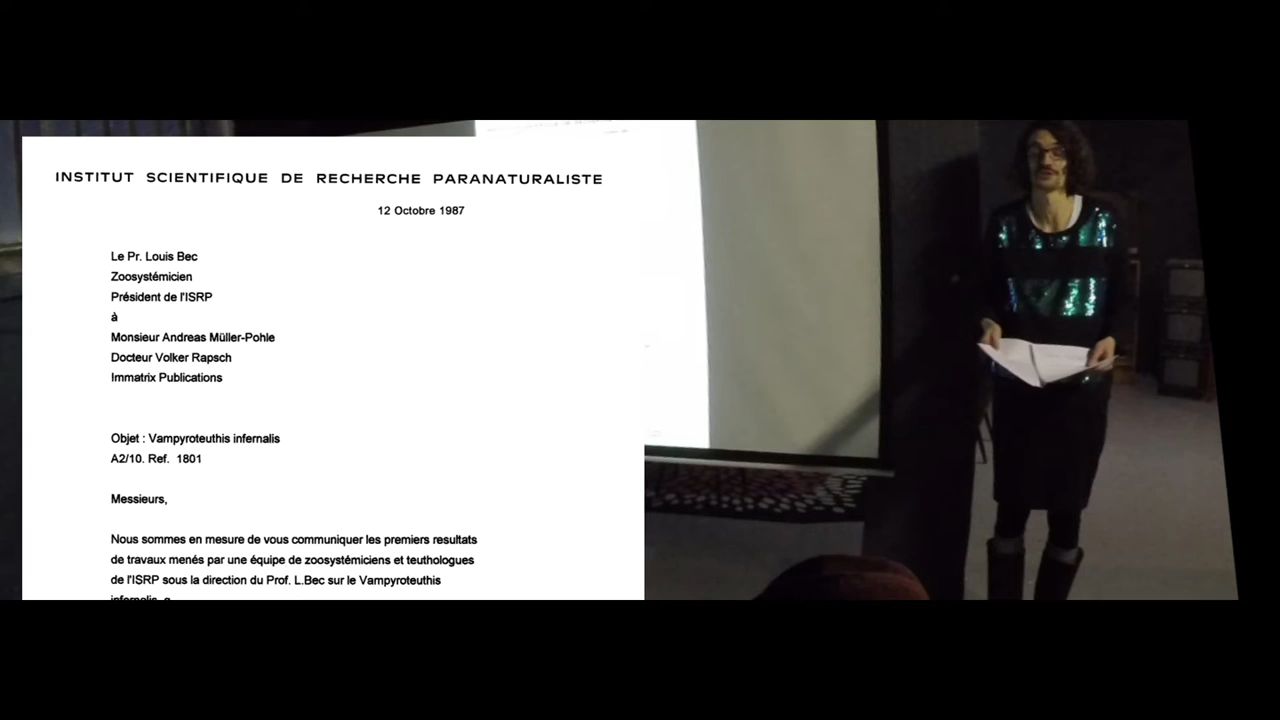 INSTITUT SCIENTIFIQUE DE RECHERCHE PARANATURALISTE
12 Octobre 1987
Le Pr. Louis Bec
Zoosystémicien
Président de l'ISRP
à
Monsieur Andreas Müller-Pohle
Docteur Volker Rapsch
Immatrix Publications
Objet : Vampyroteuthis infernalis
A2/10. Ref. 1801
Messieurs,
Nous sommes en mesure de vous communiquer les premiers resultats
de travaux menés par une équipe de zoosystémiciens et teuthologues
de l'ISRP sous la direction du Prof. L.Bec sur le Vampyroteuthis